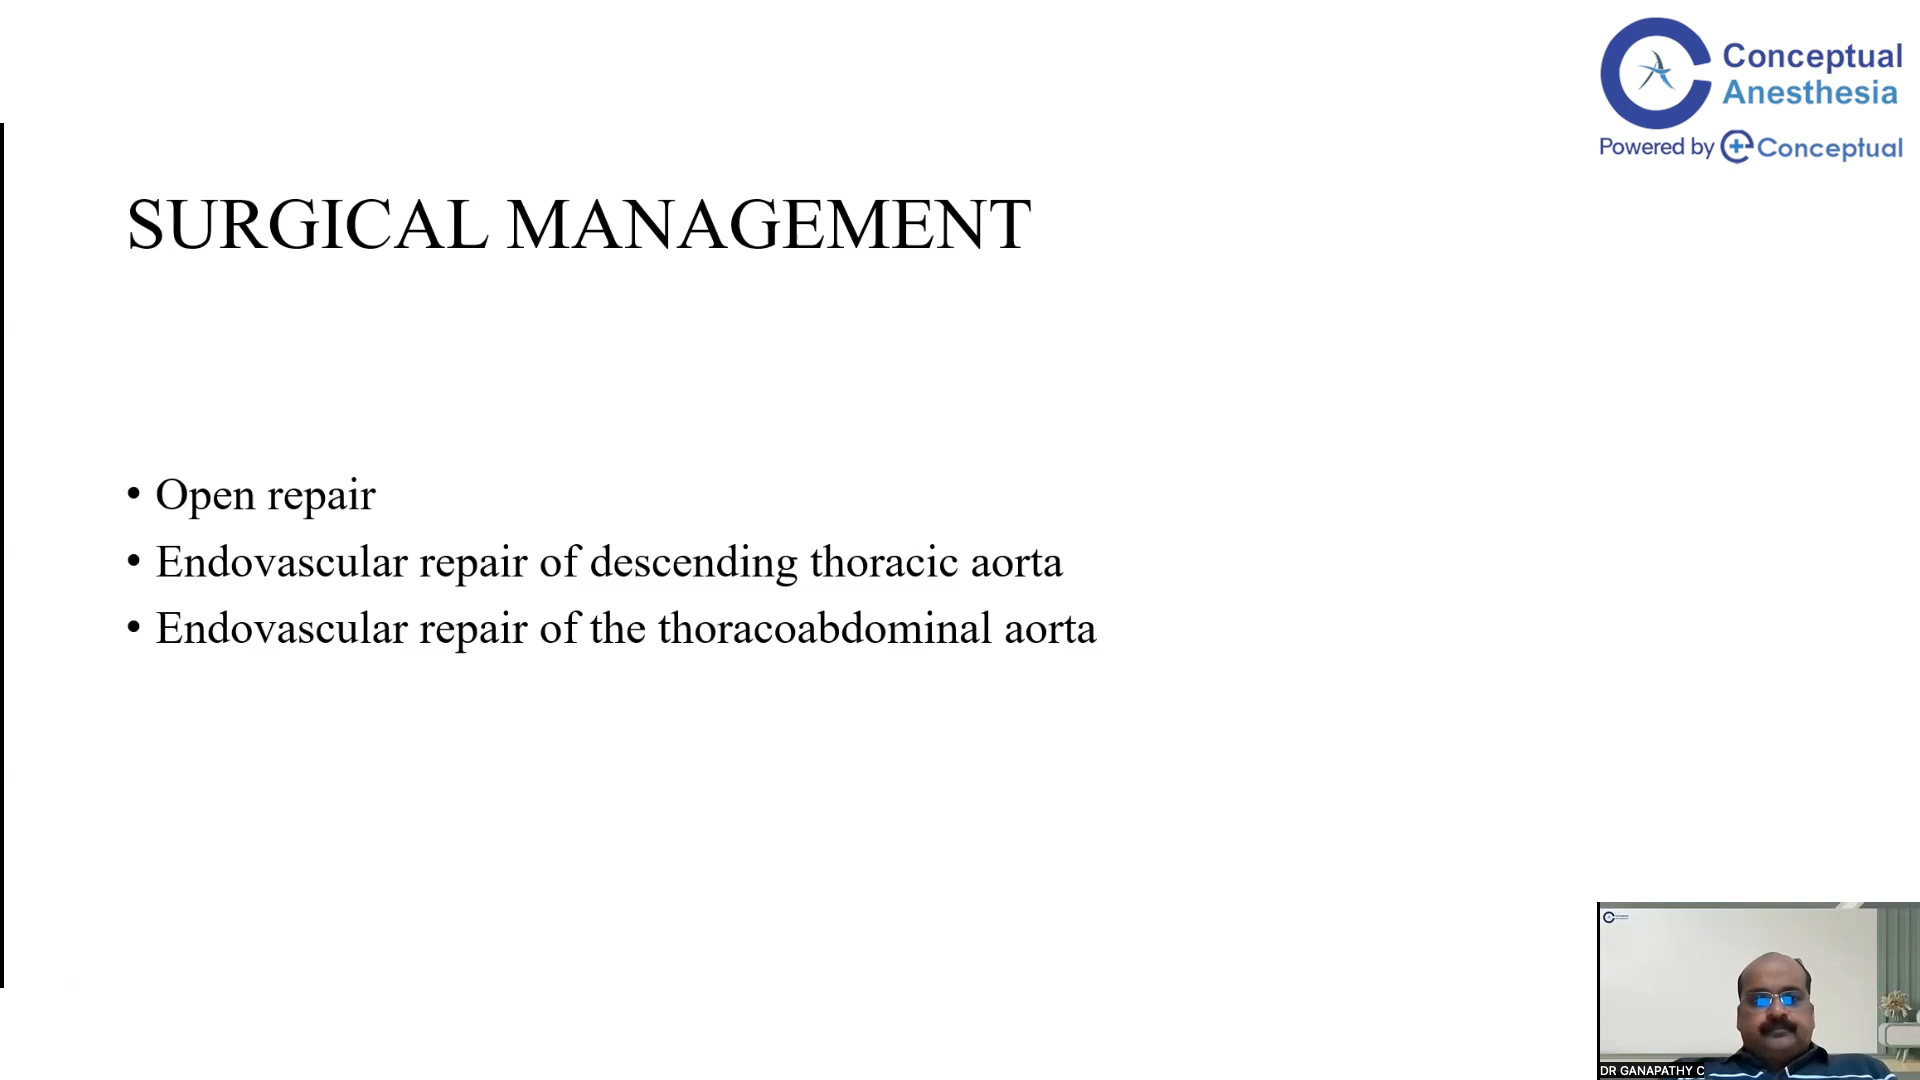 Conceptual
Anesthesia
Powered by Conceptual
SURGICAL MANAGEMENT
• Open repair
• Endovascular repair of descending thoracic aorta
• Endovascular repair of the thoracoabdominal aorta
DR GANAPATHY C